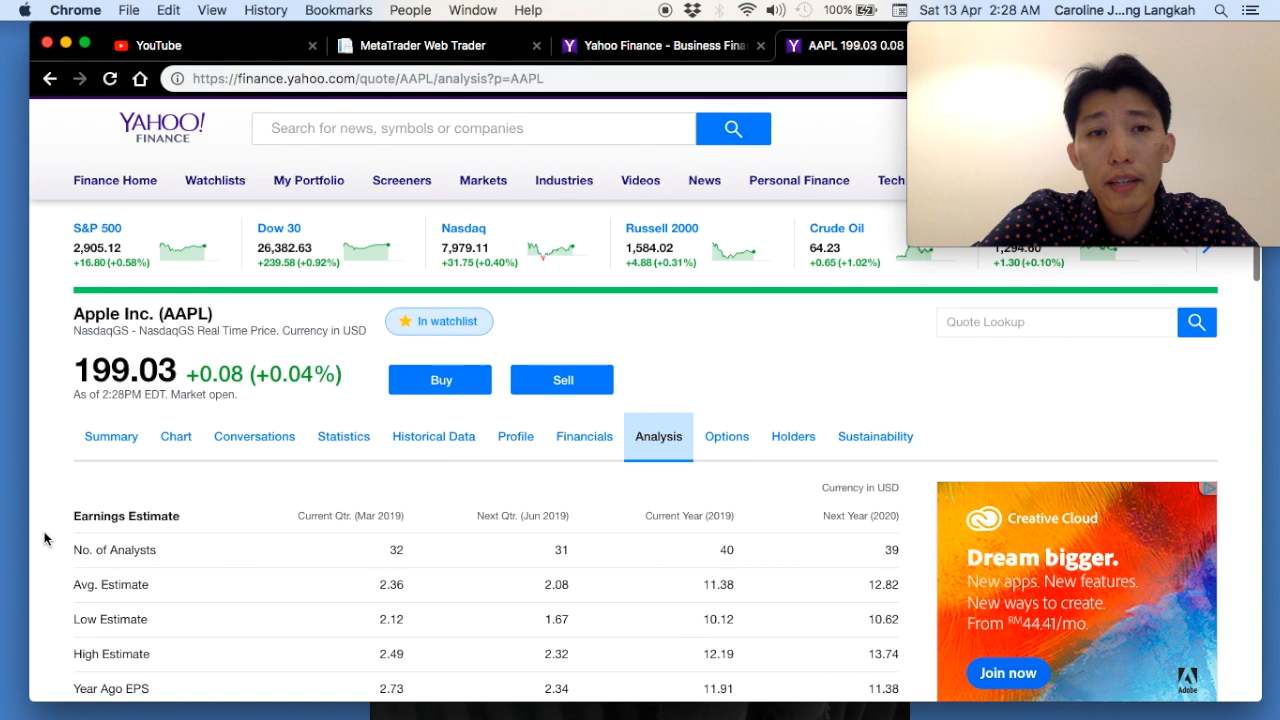 Chrome File Edit View History Bookmarks People Window Help 100% Sat 13 Apr 2:28 AM Caroline J...ng Langkah
YouTube MetaTrader Web Trader Yahoo Finance - Business Fina AAPL 199.03 0.08
https://finance.yahoo.com/quote/AAPL/analysis?p=AAPL
YAHOO!
FINANCE
Search for news, symbols or companies
Finance Home Watchlists My Portfolio Screeners Markets Industries Videos News Personal Finance Tech
S&P 500 Dow 30 Nasdaq Russell 2000 Crude Oil
2,905.12 26,382.63 7,979.11 1,584.02 64.23 1,294.60
+16.80 (+0.58%) +239.58 (+0.92%) +31.75 (+0.40%) +4.88 (+0.31%) +0.65 (+1.02%) +1.30 (+0.10%)
Apple Inc. (AAPL)
NasdaqGS - NasdaqGS Real Time Price. Currency in USD
In watchlist
Quote Lookup
199.03 +0.08 (+0.04%)
As of 2:28PM EDT. Market open.
Buy Sell
Summary Chart Conversations Statistics Historical Data Profile Financials Analysis Options Holders Sustainability
Currency in USD
Earnings Estimate Current Qtr. (Mar 2019) Next Qtr. (Jun 2019) Current Year (2019) Next Year (2020)
No. of Analysts 32 31 40 39
Avg. Estimate 2.36 2.08 11.38 12.82
Low Estimate 2.12 1.67 10.12 10.62
High Estimate 2.49 2.32 12.19 13.74
Year Ago EPS 2.73 2.34 11.91 11.38
Creative Cloud
Dream bigger.
New apps. New features.
New ways to create.
From RM44.41/mo.
Join now
Adobe